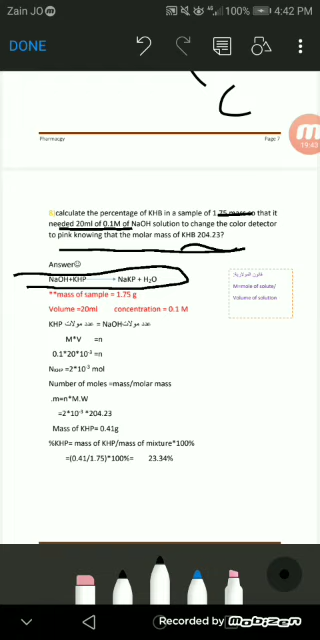 Zain JO
4G
100%
4:42 PM
DONE
Pharmacgy
Page 7
19:43
8)calculate the percentage of KHB in a sample of 1.75 mass so that it
needed 20ml of 0.1M of NaOH solution to change the color detector
to pink knowing that the molar mass of KHB 204.23?
Answer☺
NaOH+KHP → NaKP + H₂O
**mass of sample = 1.75 g
Volume =20ml concentration = 0.1 M
KHP عدد مولات = NaOH عدد مولات
M*V =n
0.1*20*10⁻³ =n
Nₖₕₚ =2*10⁻³ mol
Number of moles =mass/molar mass
.m=n*M.W
=2*10⁻³ *204.23
Mass of KHP= 0.41g
%KHP= mass of KHP/mass of mixture*100%
=(0.41/1.75)*100%= 23.34%
قانون المولارية:
M=mole of solute/
Volume of solution
Recorded by Mobizen